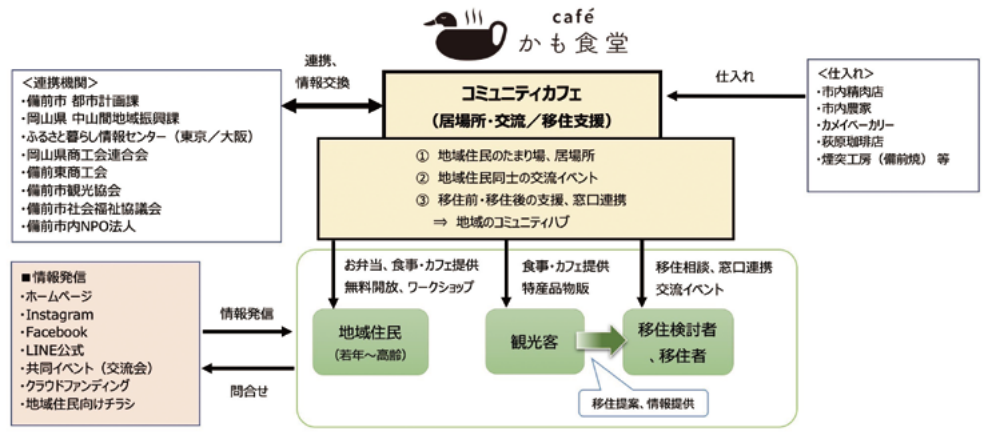 café
かも食堂
＜連携機関＞
・備前市 都市計画課
・岡山県 中山間地域振興課
・ふるさと暮らし情報センター（東京／大阪）
・岡山県商工会連合会
・備前東商工会
・備前市観光協会
・備前市社会福祉協議会
・備前市内NPO法人
連携、
情報交換
コミュニティカフェ
（居場所・交流／移住支援）
① 地域住民のたまり場、居場所
② 地域住民同士の交流イベント
③ 移住前・移住後の支援、窓口連携
⇒ 地域のコミュニティハブ
仕入れ
＜仕入れ＞
・市内精肉店
・市内農家
・カメイベーカリー
・萩原珈琲店
・煙突工房（備前焼） 等
■情報発信
・ホームページ
・Instagram
・Facebook
・LINE公式
・共同イベント（交流会）
・クラウドファンディング
・地域住民向けチラシ
情報発信
問合せ
お弁当、食事・カフェ提供
無料開放、ワークショップ
食事・カフェ提供
特産品物販
移住相談、窓口連携
交流イベント
地域住民
（若年～高齢）
観光客
移住検討者
、移住者
移住提案、情報提供